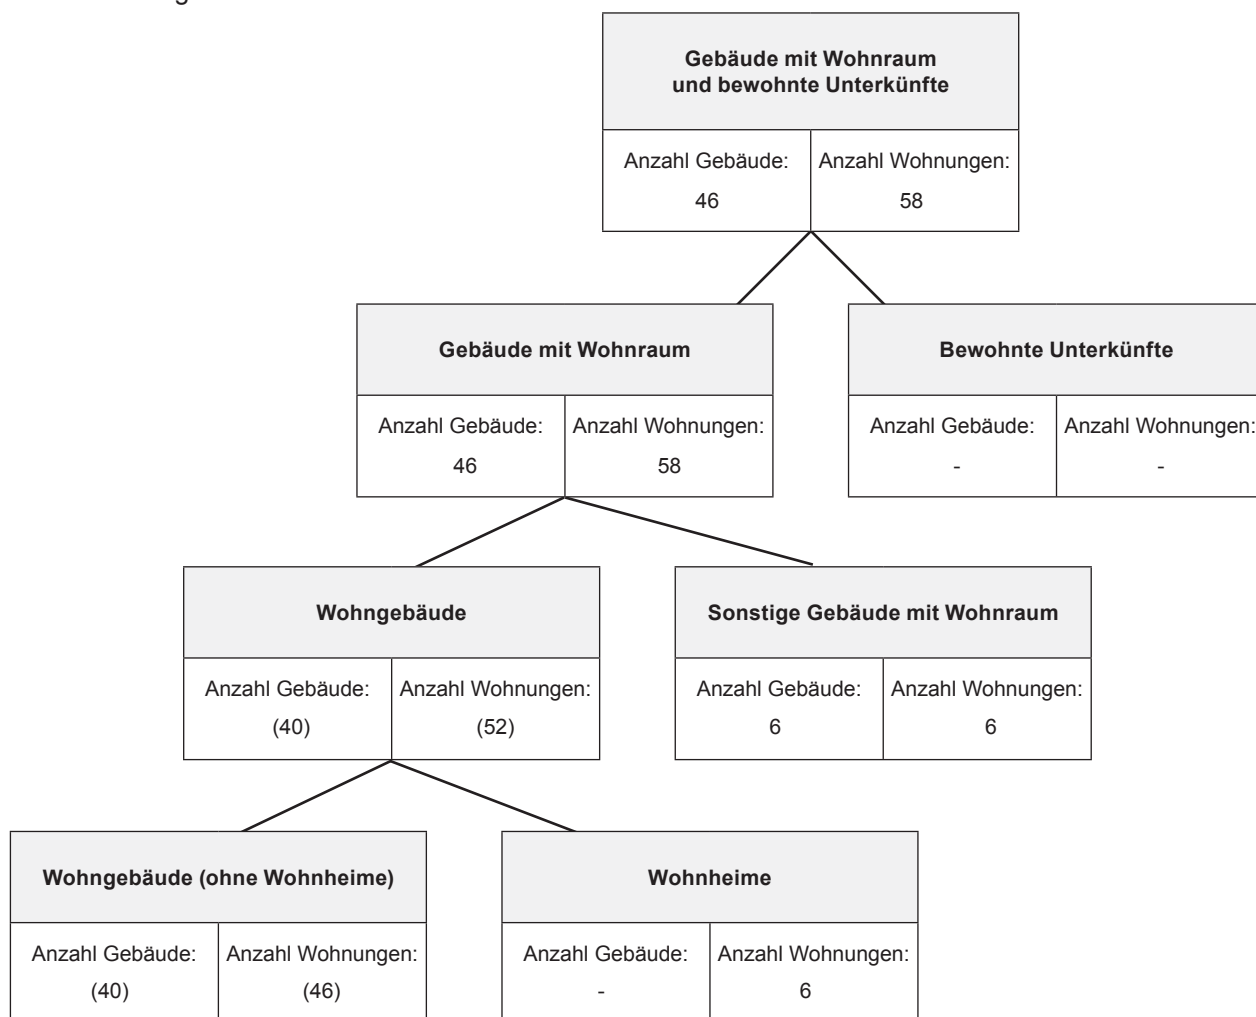 Gebäude mit Wohnraum
und bewohnte Unterkünfte
Anzahl Gebäude:
46
Anzahl Wohnungen:
58
Gebäude mit Wohnraum
Anzahl Gebäude:
46
Anzahl Wohnungen:
58
Bewohnte Unterkünfte
Anzahl Gebäude:
-
Anzahl Wohnungen:
-
Wohngebäude
Anzahl Gebäude:
(40)
Anzahl Wohnungen:
(52)
Sonstige Gebäude mit Wohnraum
Anzahl Gebäude:
6
Anzahl Wohnungen:
6
Wohngebäude (ohne Wohnheime)
Anzahl Gebäude:
(40)
Anzahl Wohnungen:
(46)
Wohnheime
Anzahl Gebäude:
-
Anzahl Wohnungen:
6